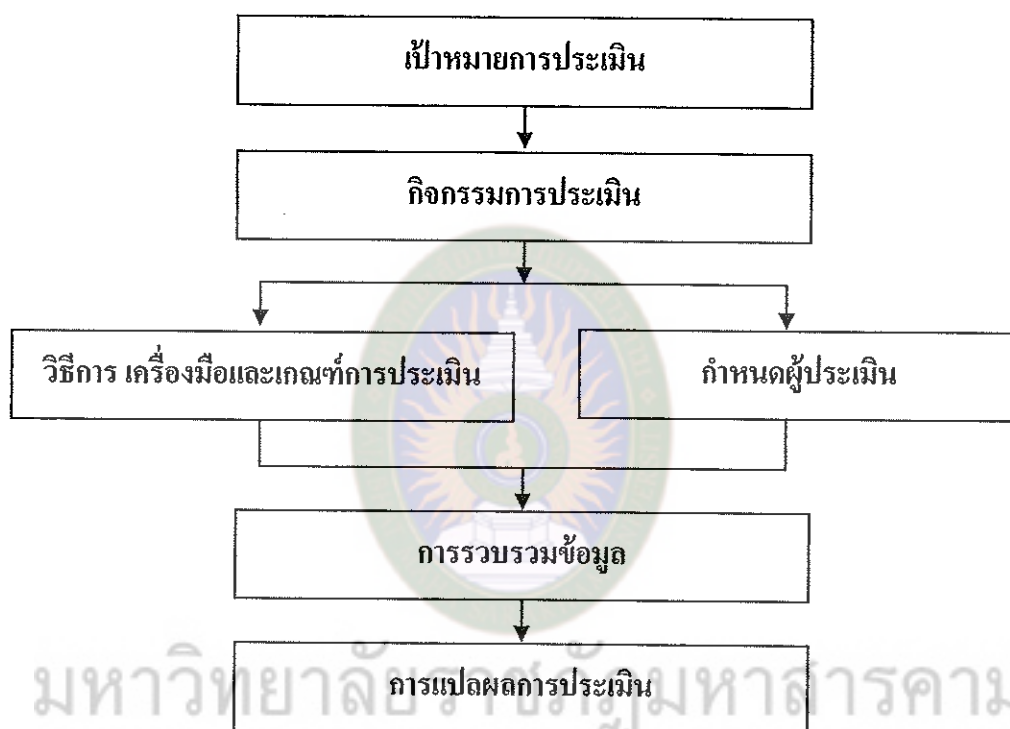 เป้าหมายการประเมิน
กิจกรรมการประเมิน
วิธีการ เครื่องมือและเกณฑ์การประเมิน
กำหนดผู้ประเมิน
การรวบรวมข้อมูล
การแปลผลการประเมิน
มหาวิทยาลัยราชภัฏมหาสารคาม